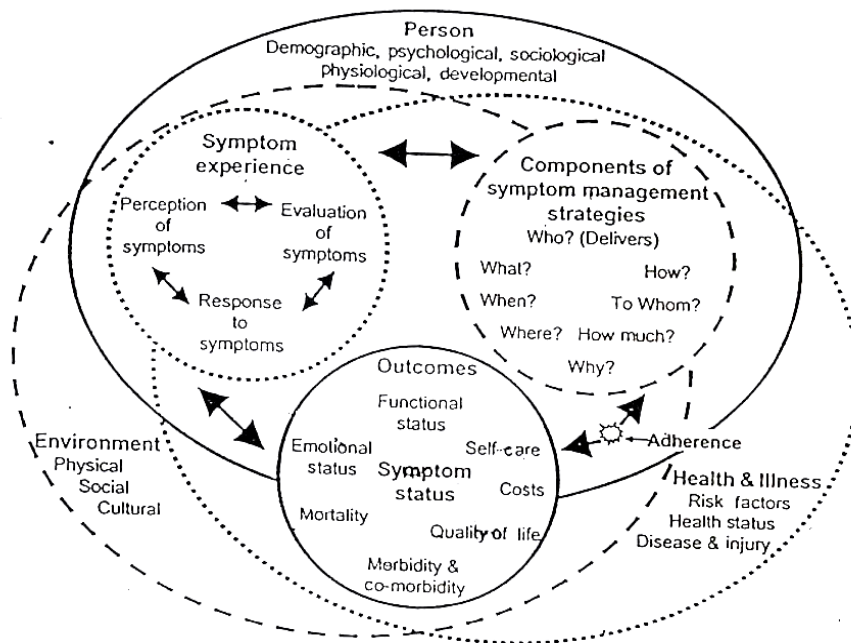 Person
Demographic, psychological, sociological
physiological, developmental
Symptom
experience
Perception
of
symptoms
Evaluation
of
symptoms
Response
to
symptoms
Components of
symptom management
strategies
Who? (Delivers)
What?
How?
When?
To Whom?
Where?
How much?
Why?
Outcomes
Functional
status
Emotional
status
Self-care
Symptom
status
Costs
Mortality
Quality of life
Morbidity &
co-morbidity
Adherence
Environment
Physical
Social
Cultural
Health & Illness
Risk factors
Health status
Disease & injury